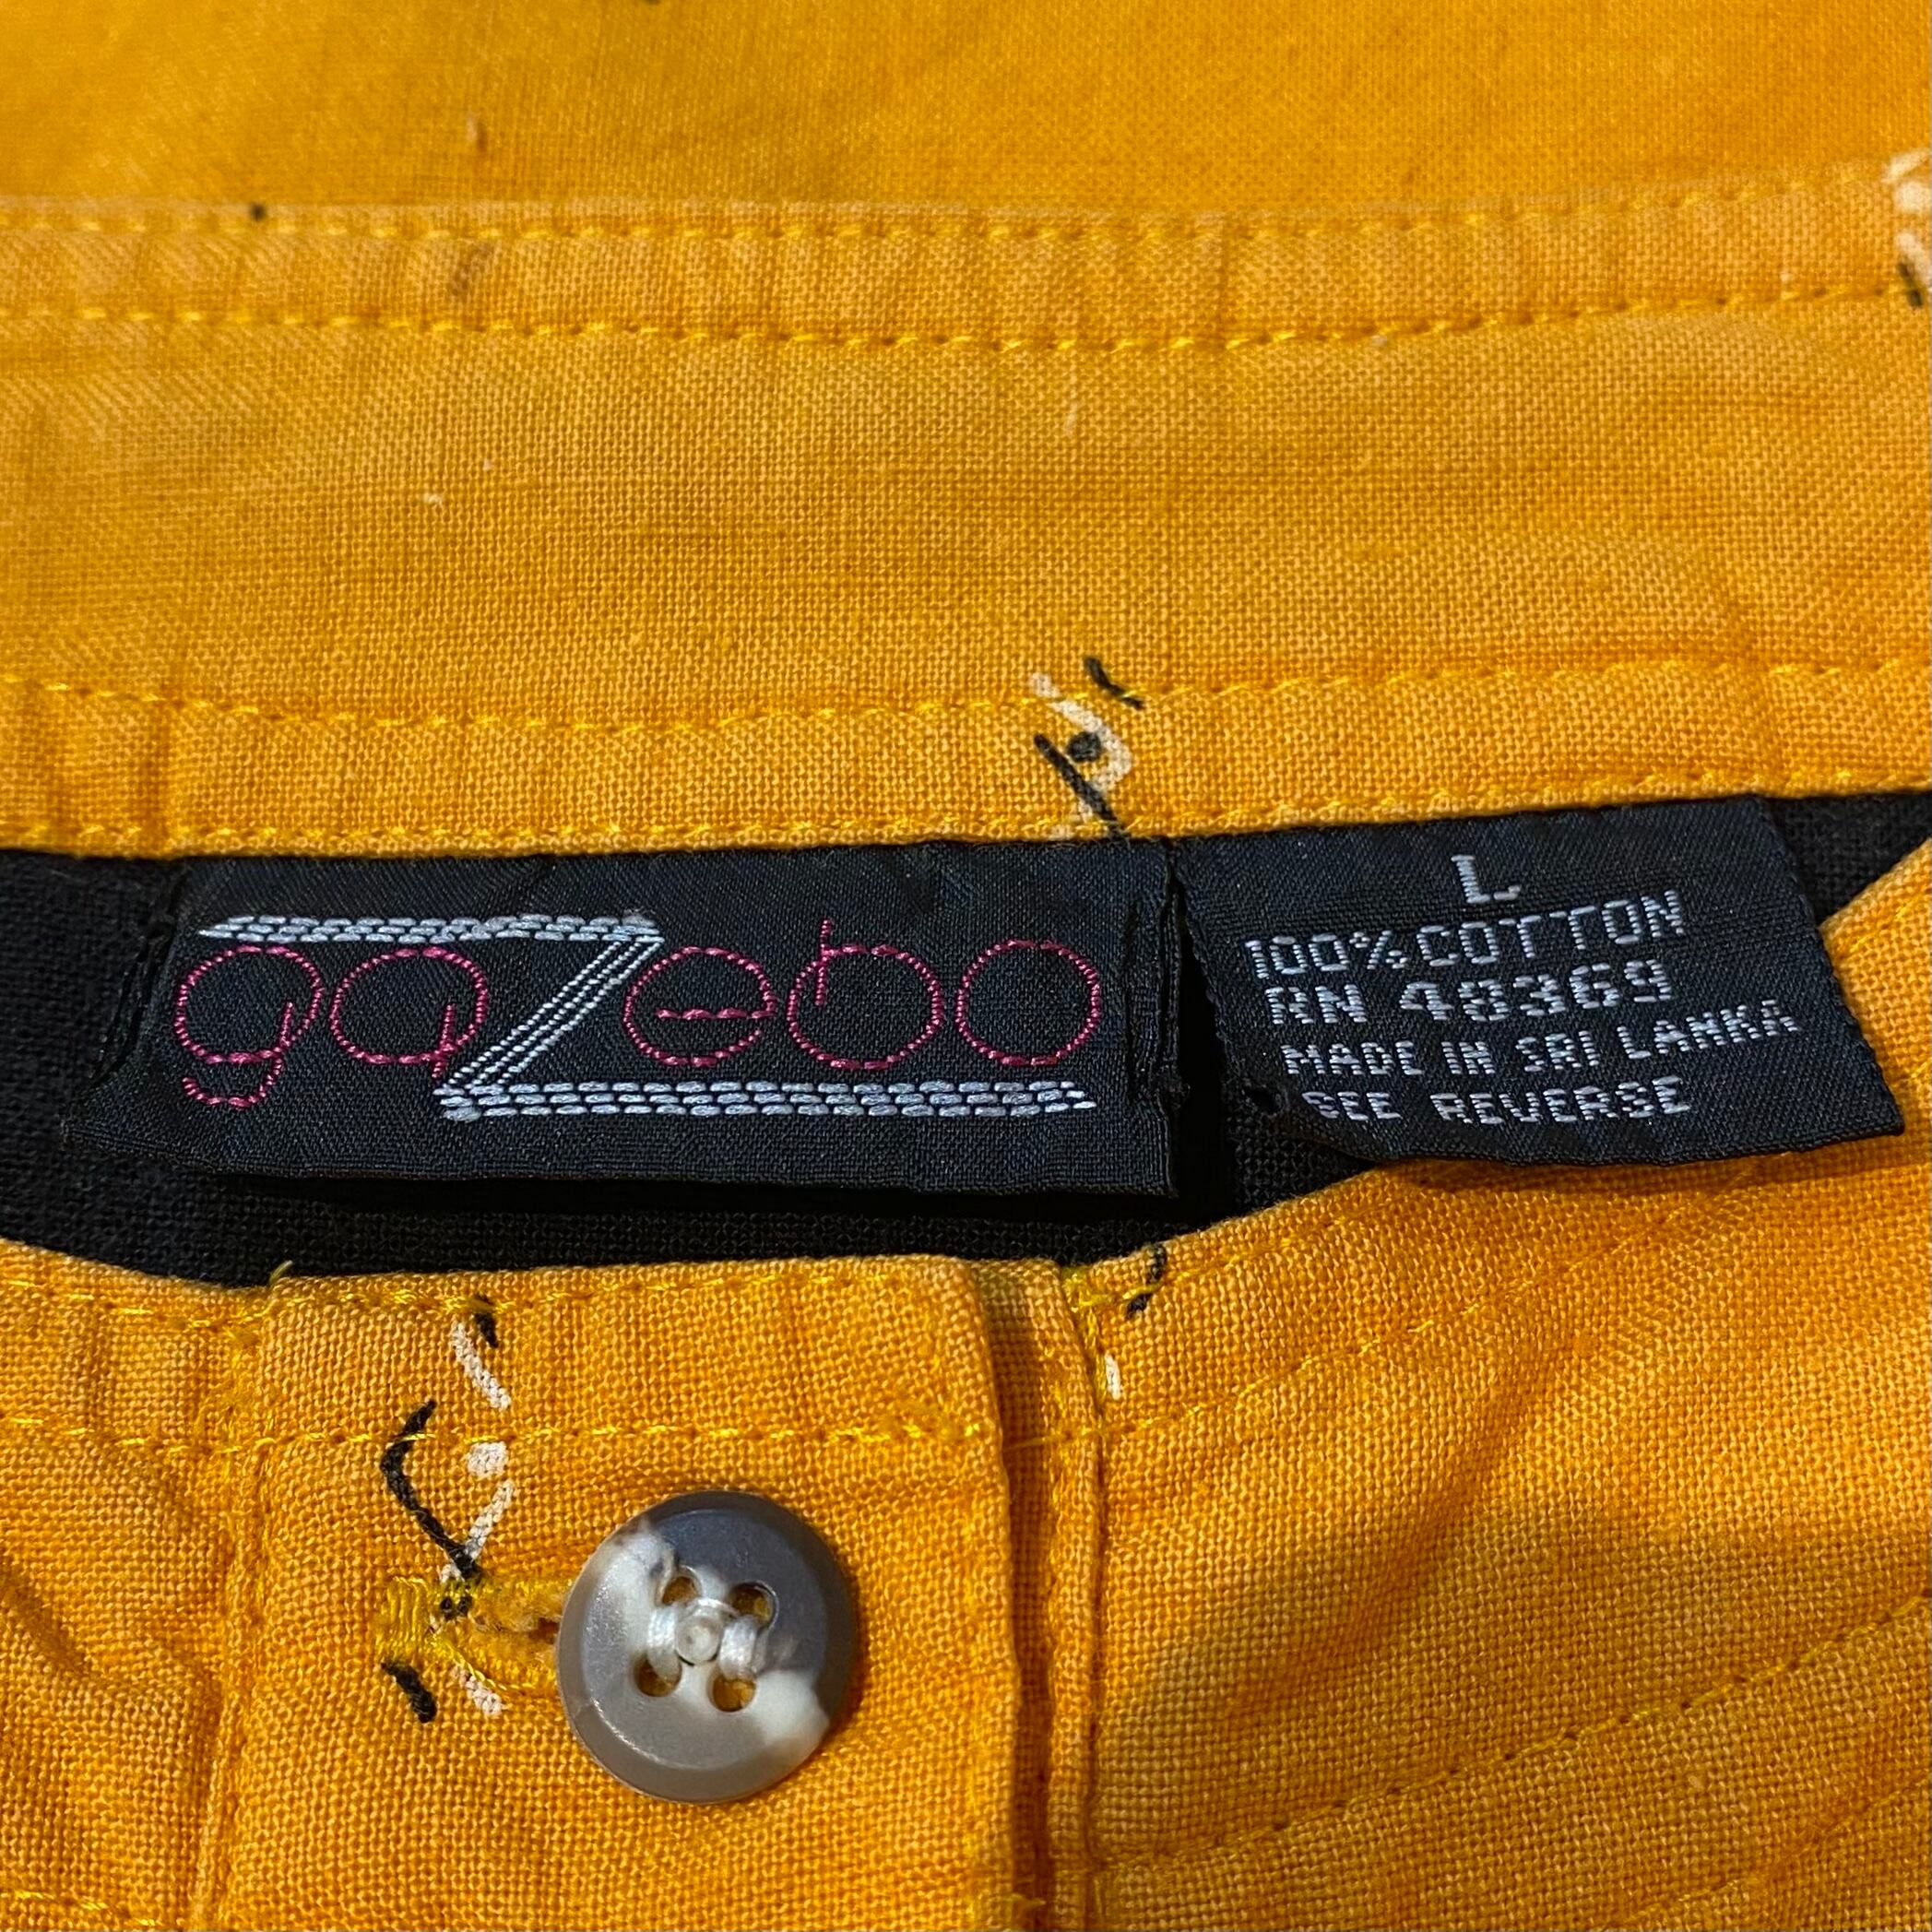 gaZebo
L
100% COTTON
RN 48369
MADE IN SRI LANKA
SEE REVERSE